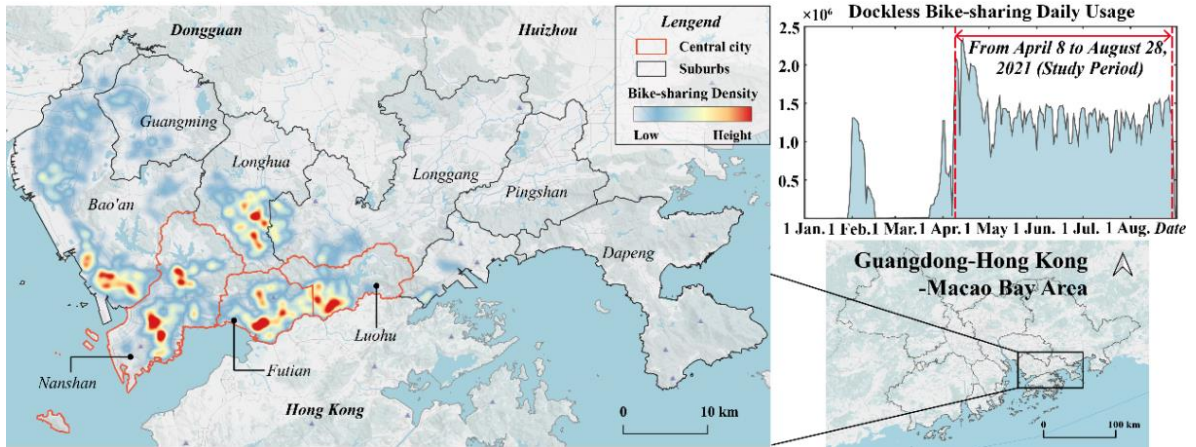 Dongguan
Huizhou
Lengend
Central city
Suburbs
Bike-sharing Density
Low Height
Guangming
Longhua
Longgang
Pingshan
Bao'an
Dapeng
Luohu
Nanshan
Futian
Hong Kong
0 10 km
Dockless Bike-sharing Daily Usage
×10⁶
2.5
2.0
1.5
1.0
0.5
From April 8 to August 28,
2021 (Study Period)
1 Jan. 1 Feb. 1 Mar. 1 Apr. 1 May 1 Jun. 1 Jul. 1 Aug. Date
Guangdong-Hong Kong
-Macao Bay Area
0 100 km